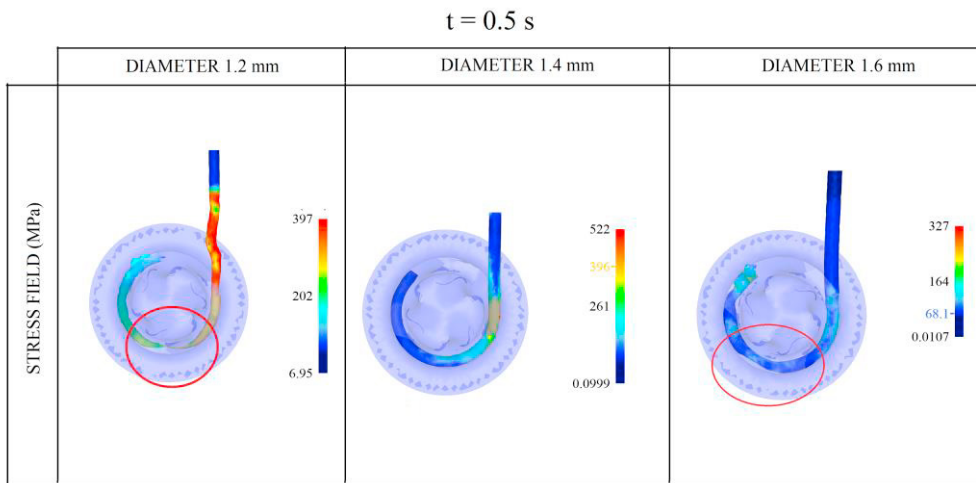 t = 0.5 s
DIAMETER 1.2 mm
DIAMETER 1.4 mm
DIAMETER 1.6 mm
STRESS FIELD (MPa)
397
202
6.95
522
396
261
0.0999
327
164
68.1
0.0107